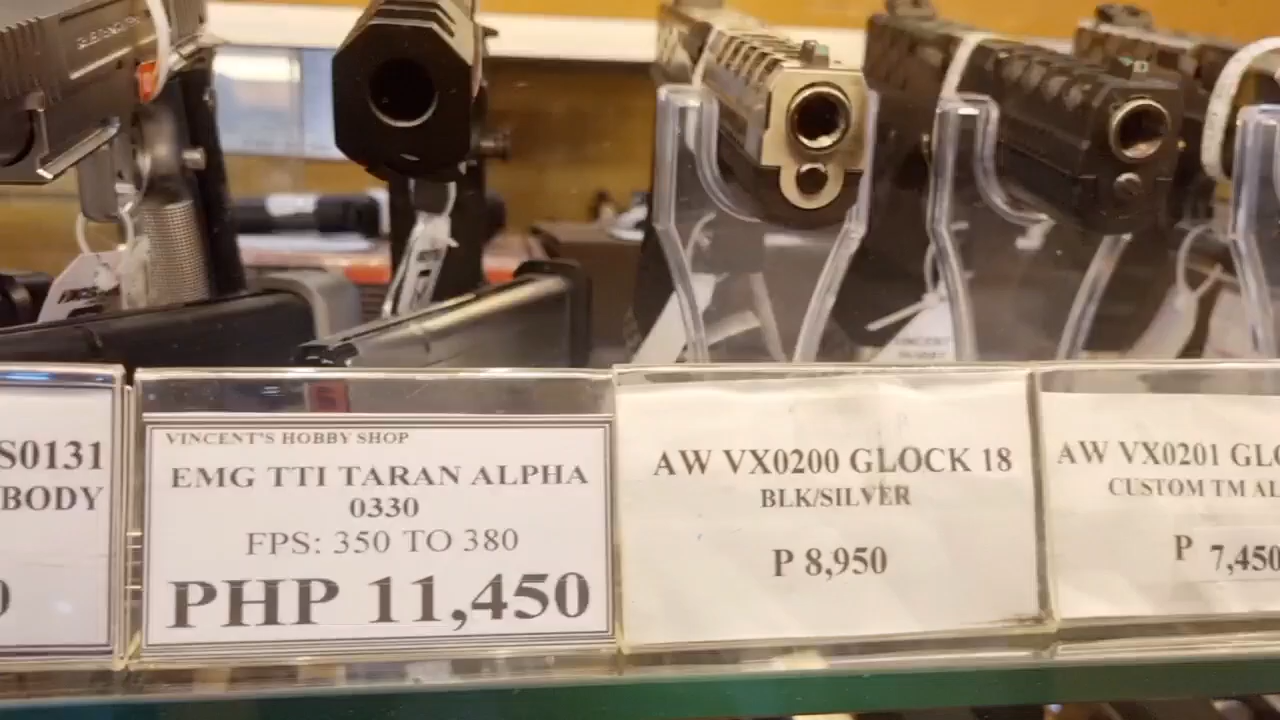 S0131
BODY
VINCENT'S HOBBY SHOP
EMG TTI TARAN ALPHA
0330
FPS: 350 TO 380
PHP 11,450
AW VX0200 GLOCK 18
BLK/SILVER
P 8,950
AW VX0201 GLO
CUSTOM TM AL
P 7,450